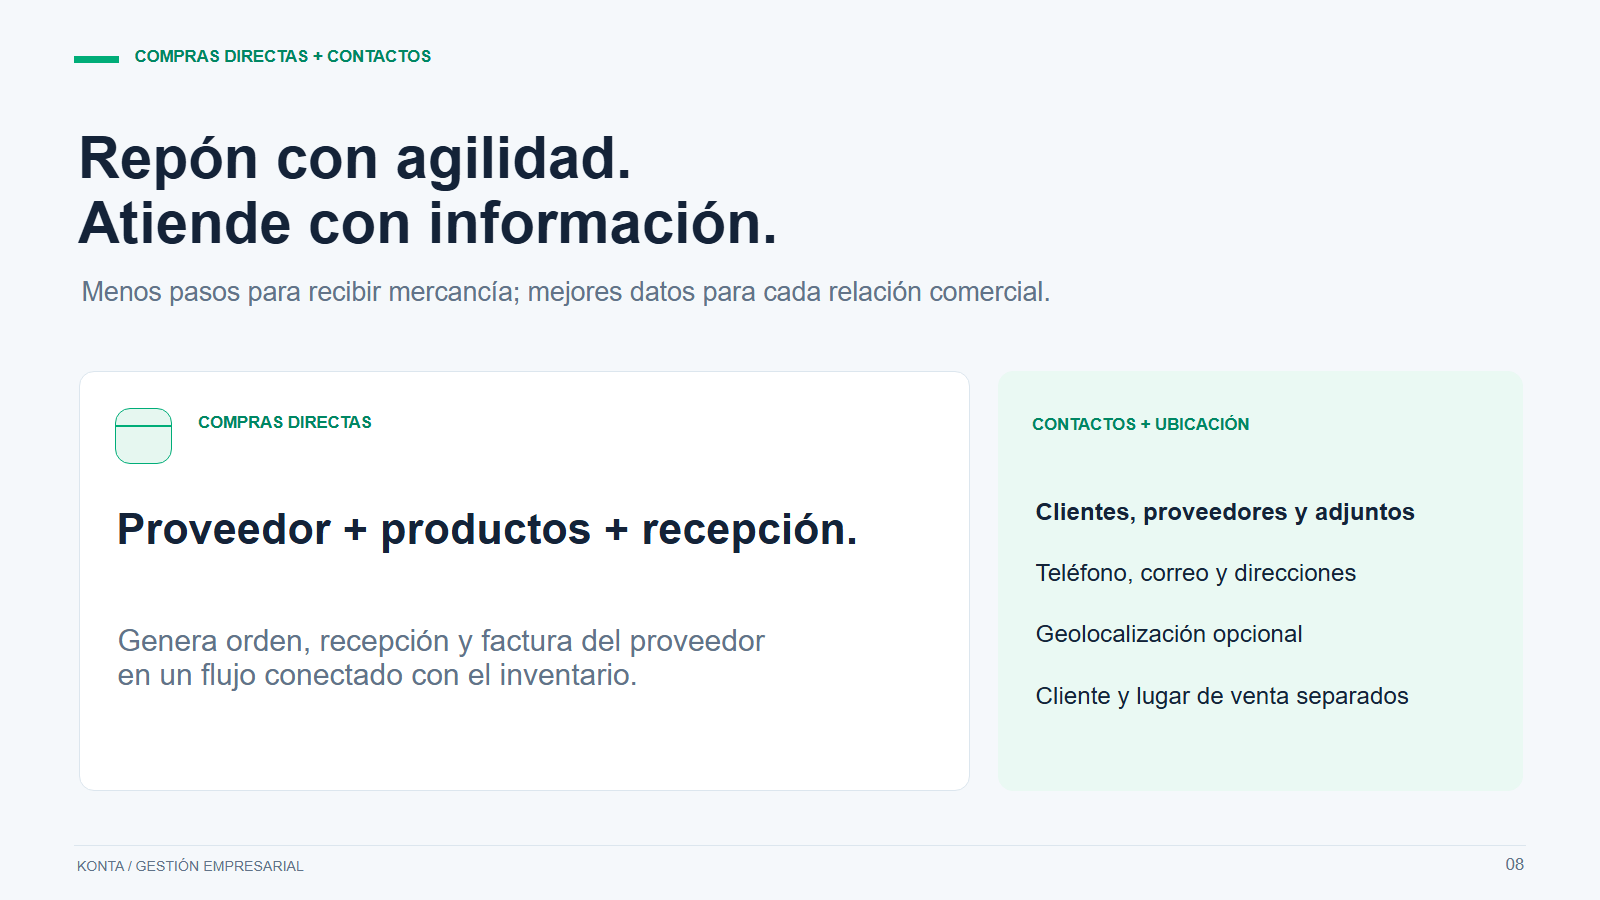 COMPRAS DIRECTAS + CONTACTOS
Repón con agilidad.
Atiende con información.
Menos pasos para recibir mercancía; mejores datos para cada relación comercial.
COMPRAS DIRECTAS
Proveedor + productos + recepción.
Genera orden, recepción y factura del proveedor
en un flujo conectado con el inventario.
CONTACTOS + UBICACIÓN
Clientes, proveedores y adjuntos
Teléfono, correo y direcciones
Geolocalización opcional
Cliente y lugar de venta separados
KONTA / GESTIÓN EMPRESARIAL
08